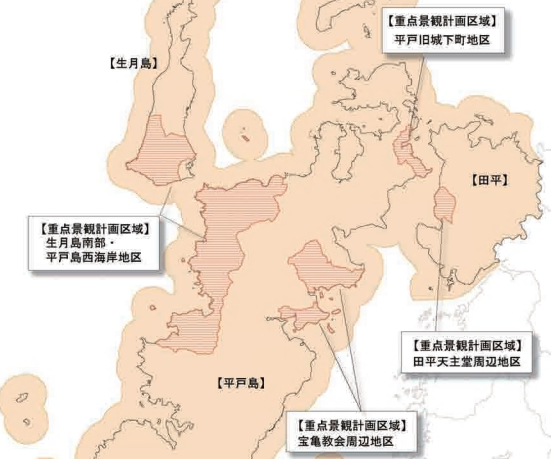 【重点景観計画区域】
平戸旧城下町地区
【生月島】
【田平】
【重点景観計画区域】
生月島南部・
平戸島西海岸地区
【重点景観計画区域】
田平天主堂周辺地区
【平戸島】
【重点景観計画区域】
宝亀教会周辺地区